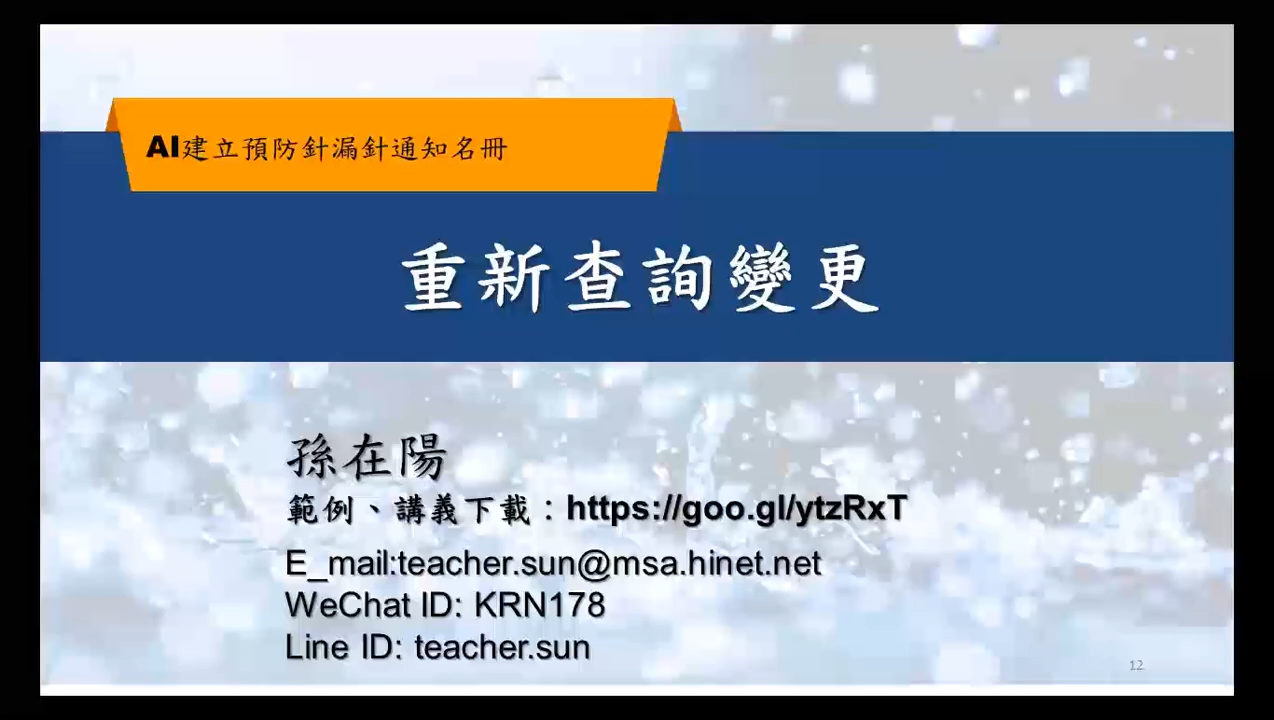 AI建立預防針漏針通知名冊
重新查詢變更
孫在陽
範例、講義下載：https://goo.gl/ytzRxT
E_mail:teacher.sun@msa.hinet.net
WeChat ID: KRN178
Line ID: teacher.sun
12